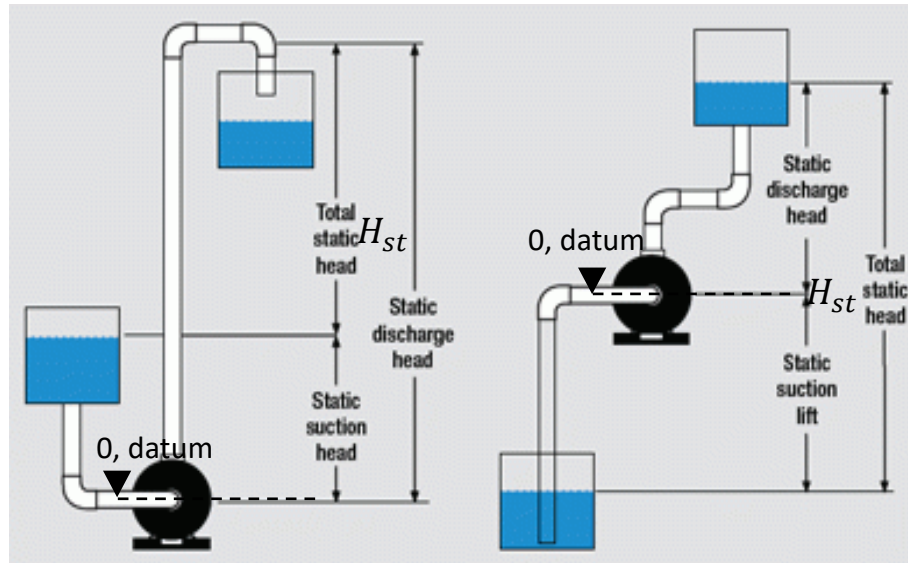 Total
static
head
H_st
Static
discharge
head
Static
suction
head
0, datum
Static
discharge
head
0, datum
H_st
Total
static
head
Static
suction
lift